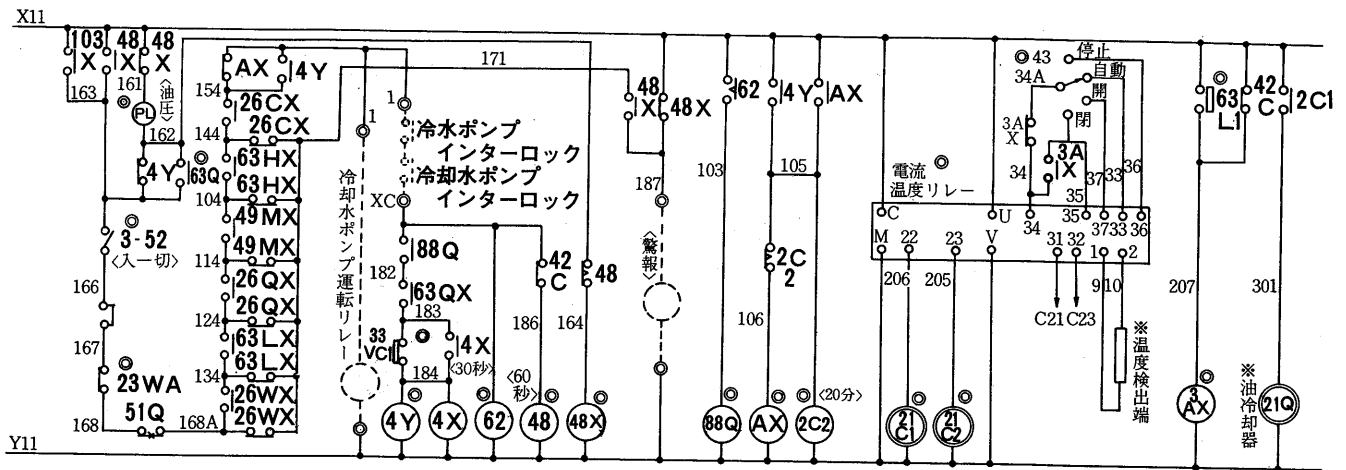 X11
103
X
48
X
48
X
161
〈油圧〉
163
PL
162
4Y
63Q
3-52
〈入一切〉
166
167
23WA
51Q
168
168A
AX
4Y
154
26CX
26CX
144
63HX
63HX
104
49MX
49MX
114
26QX
26QX
124
63LX
63LX
134
26WX
26WX
171
1
冷却水ポンプ運転リレー
1
冷水ポンプ
インターロック
冷却水ポンプ
インターロック
XC
88Q
182
63QX
183
33
VC1
4X
〈30秒〉
184
42
C
48
186
164
〈60秒〉
4Y
4X
62
48
48X
48
X
48X
187
〈警報〉
62
4Y
AX
103
105
2C
2
106
〈20分〉
88Q
AX
2C2
電流
温度リレー
C
U
34
35
37
33
36
M
22
23
V
31
32
1
2
206
205
21
C1
21
C2
43
停止
自動
開
閉
34A
3A
X
3A
X
34
35
37
33
36
C21
C23
9
10
※温度検出端
63
L1
42
C
2C1
207
301
3
AX
※油冷却器
21Q
Y11